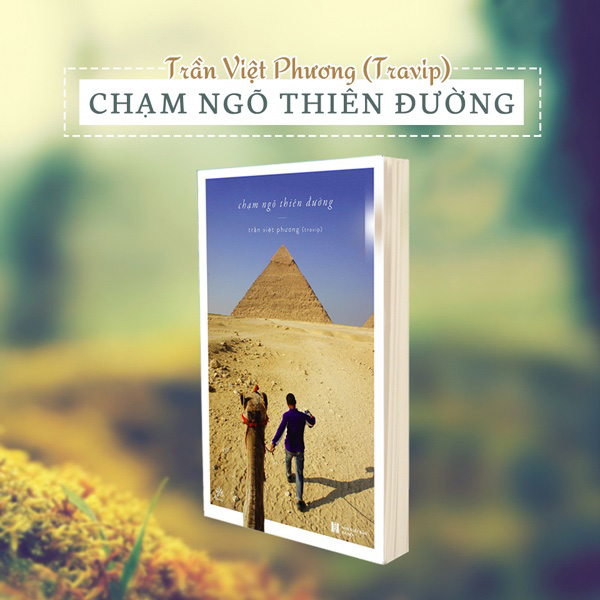 Trần Việt Phương (Travip)
CHẠM NGÕ THIÊN ĐƯỜNG
chạm ngõ thiên đường
trần việt phương (travip)